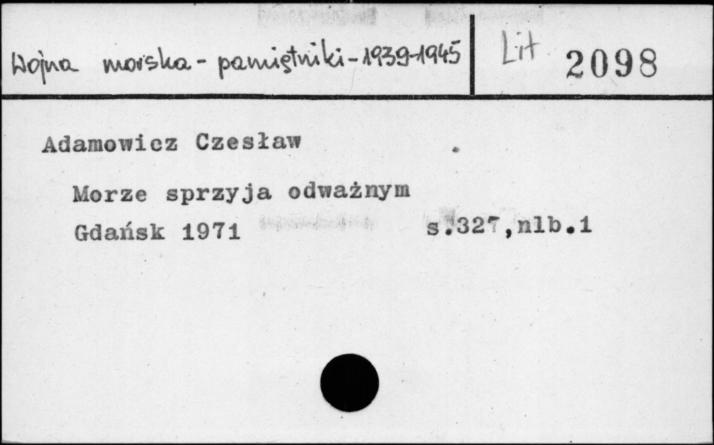 Wojna morska - pamiętniki - 1939-1945
Lit 2098
Adamowicz Czesław
Morze sprzyja odważnym
Gdańsk 1971 s.327,nlb.1